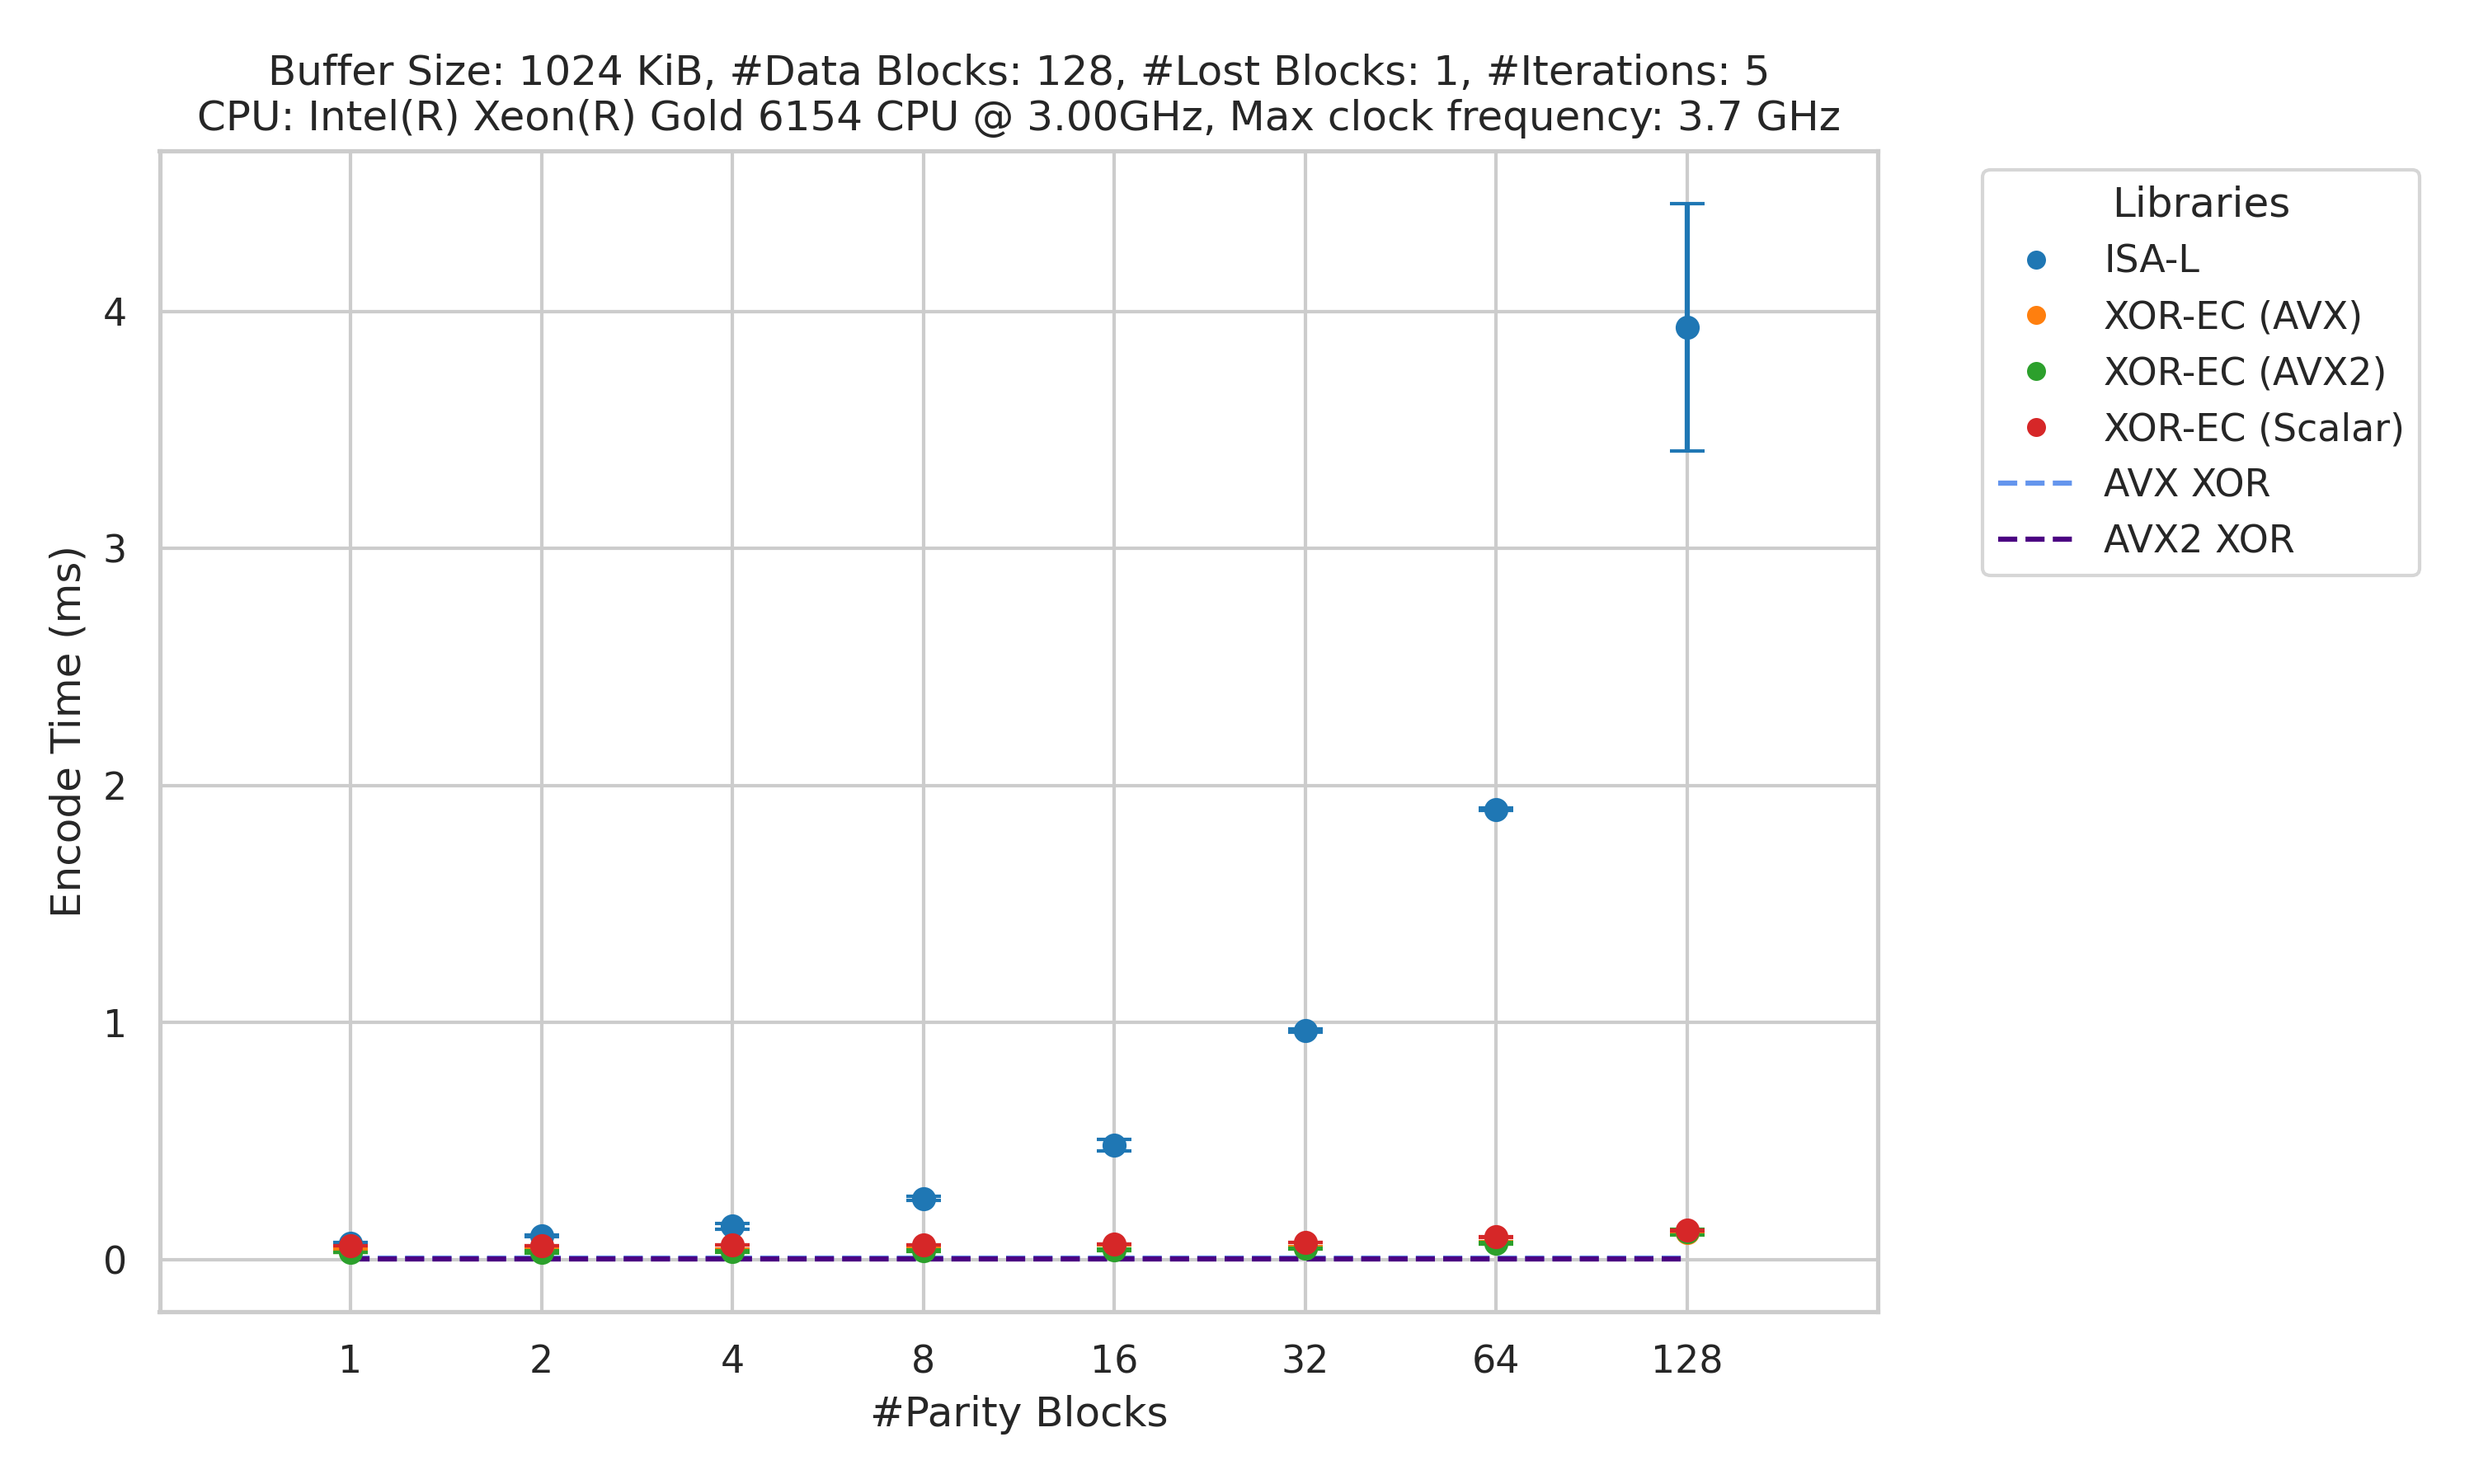 Buffer Size: 1024 KiB, #Data Blocks: 128, #Lost Blocks: 1, #Iterations: 5
CPU: Intel(R) Xeon(R) Gold 6154 CPU @ 3.00GHz, Max clock frequency: 3.7 GHz
Encode Time (ms)
4
3
2
1
0
1 2 4 8 16 32 64 128
#Parity Blocks
Libraries
ISA-L
XOR-EC (AVX)
XOR-EC (AVX2)
XOR-EC (Scalar)
AVX XOR
AVX2 XOR